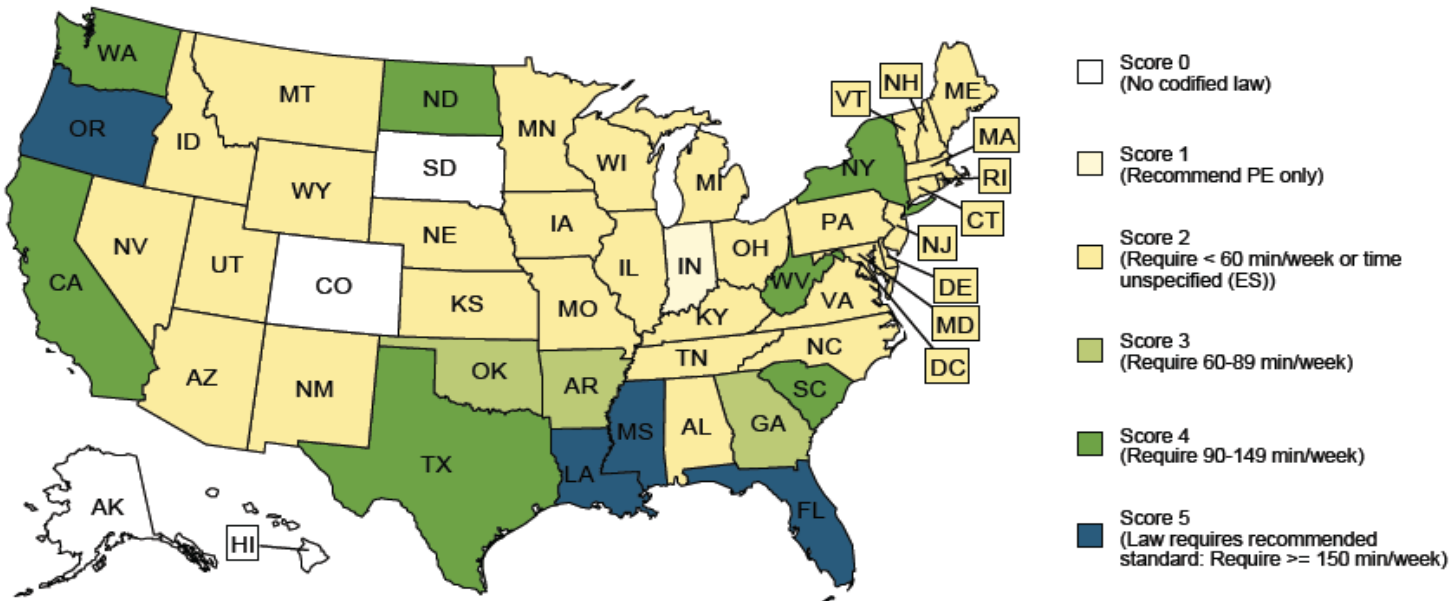 WA
MT
ND
MN
OR
ID
SD
WI
MI
WY
IA
NE
NV
UT
CO
KS
IL
IN
OH
PA
NY
VT
NH
ME
MA
RI
CT
NJ
DE
MD
DC
CA
MO
KY
WV
VA
AZ
NM
OK
AR
TN
NC
SC
TX
LA
MS
AL
GA
FL
AK
HI
Score 0
(No codified law)
Score 1
(Recommend PE only)
Score 2
(Require < 60 min/week or time
unspecified (ES))
Score 3
(Require 60-89 min/week)
Score 4
(Require 90-149 min/week)
Score 5
(Law requires recommended
standard: Require >= 150 min/week)